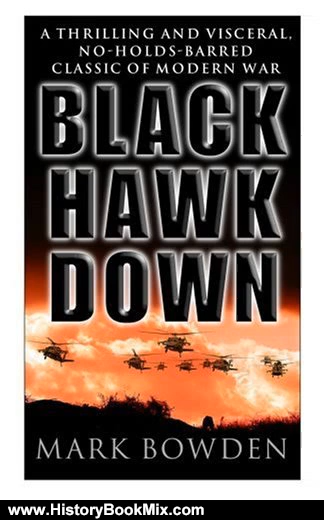 A THRILLING AND VISCERAL,
NO-HOLDS-BARRED
CLASSIC OF MODERN WAR
BLACK
HAWK
DOWN
MARK BOWDEN
www.HistoryBookMix.com